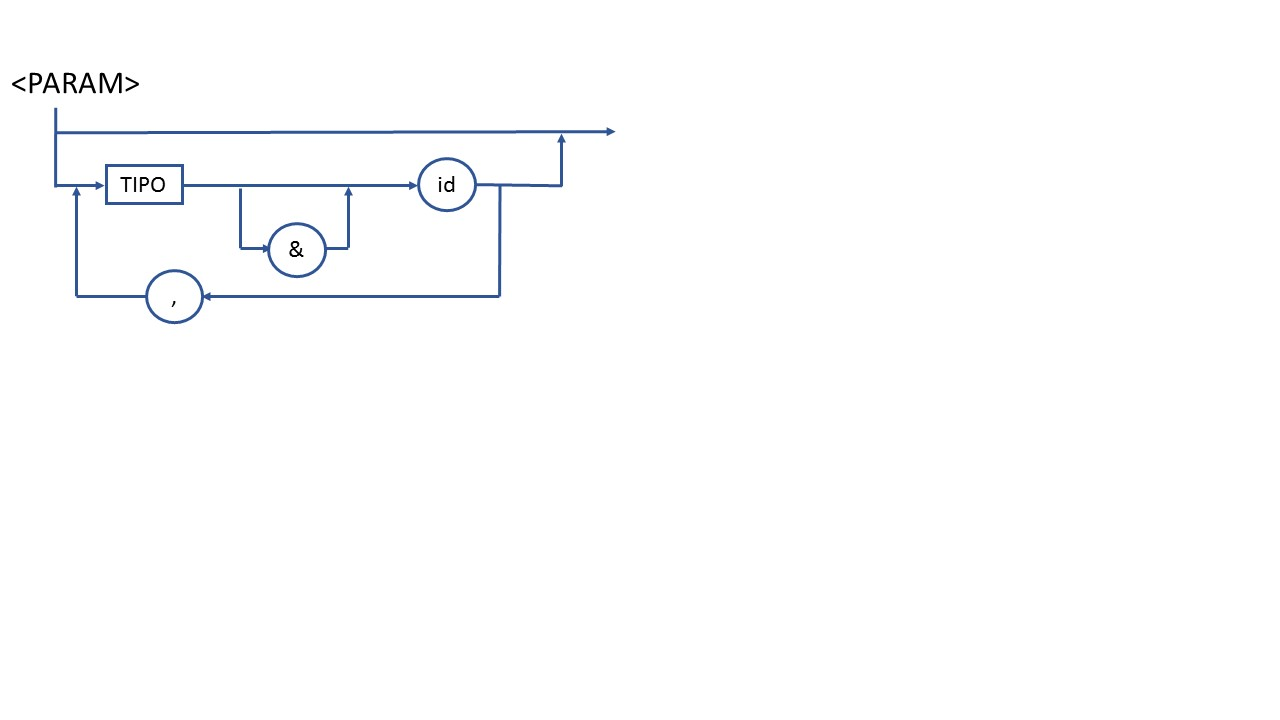 <PARAM>
TIPO
id
&
,